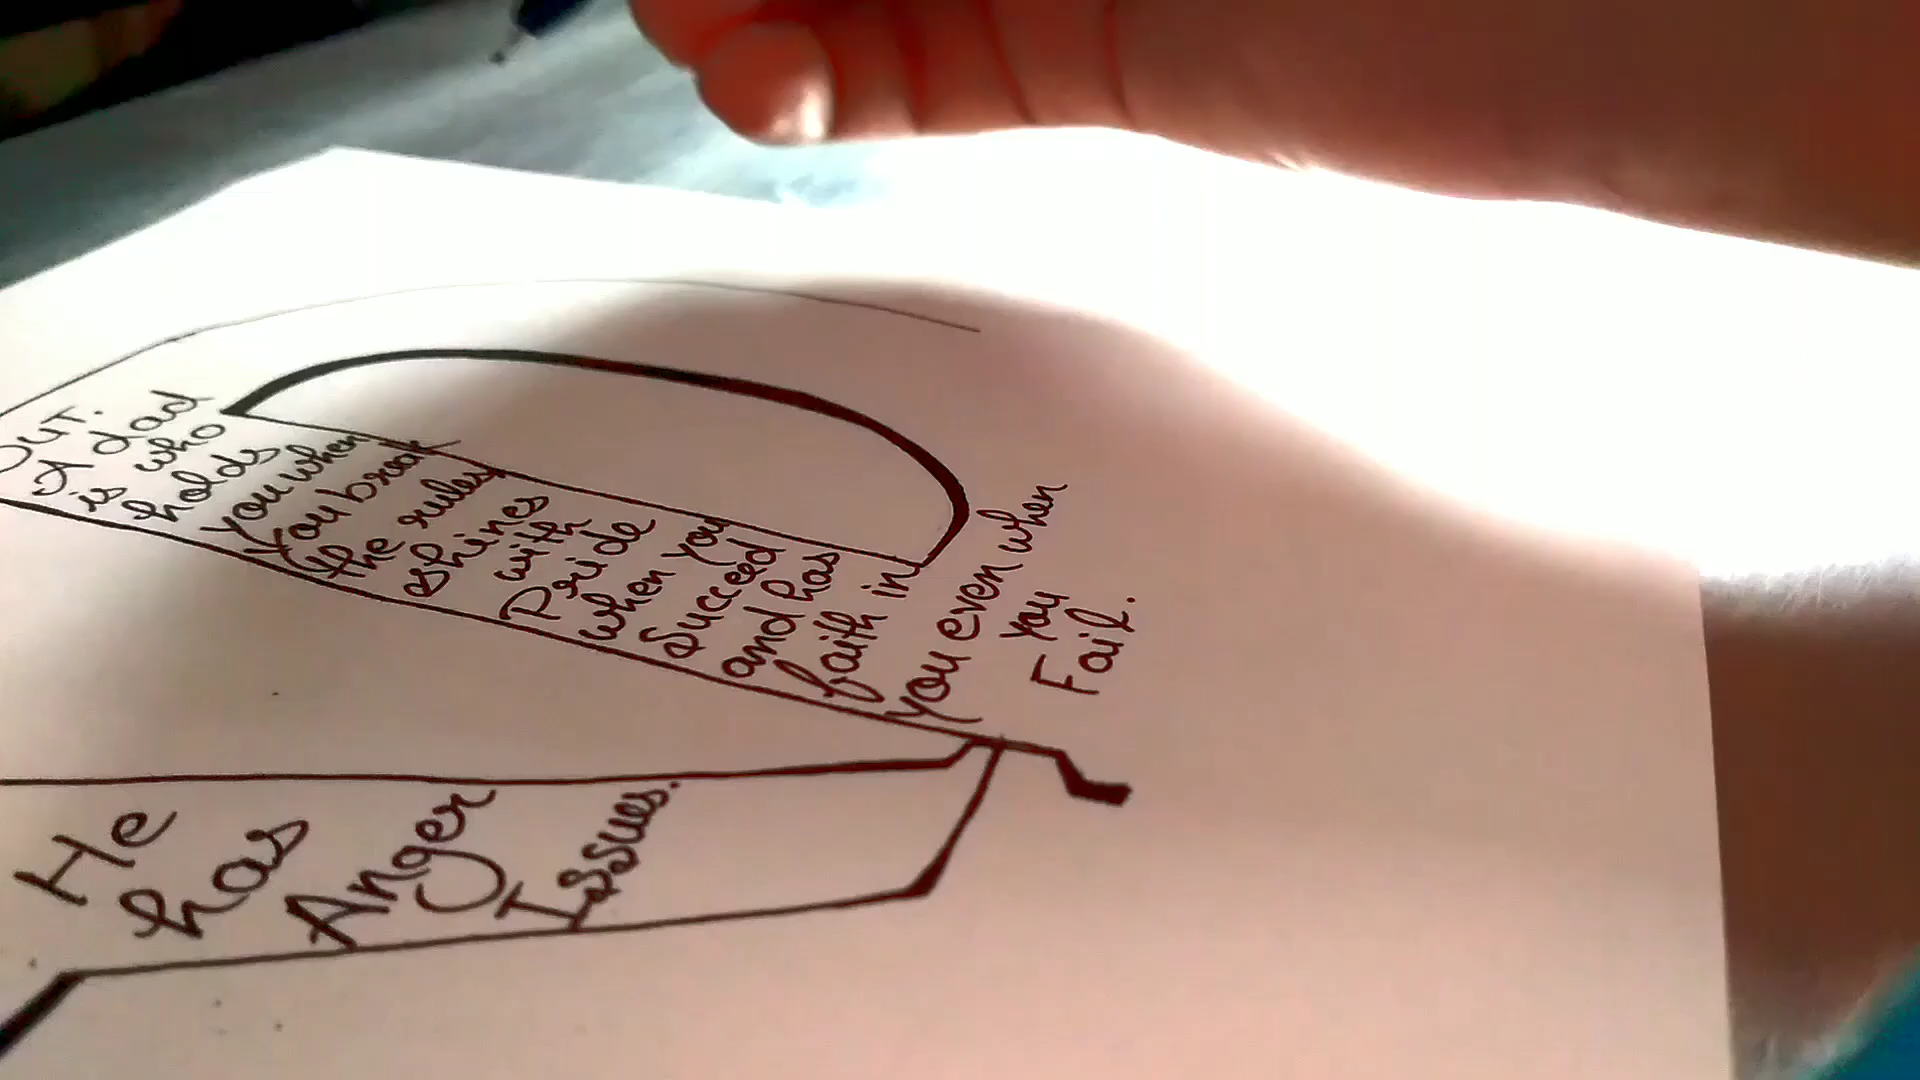 OUT.
A dad
is who
holds
you when
You break
the rules
shines
with
Pride
when you
Succeed
and has
faith in
you even when
you
Fail.
He
has
Anger
Issues.